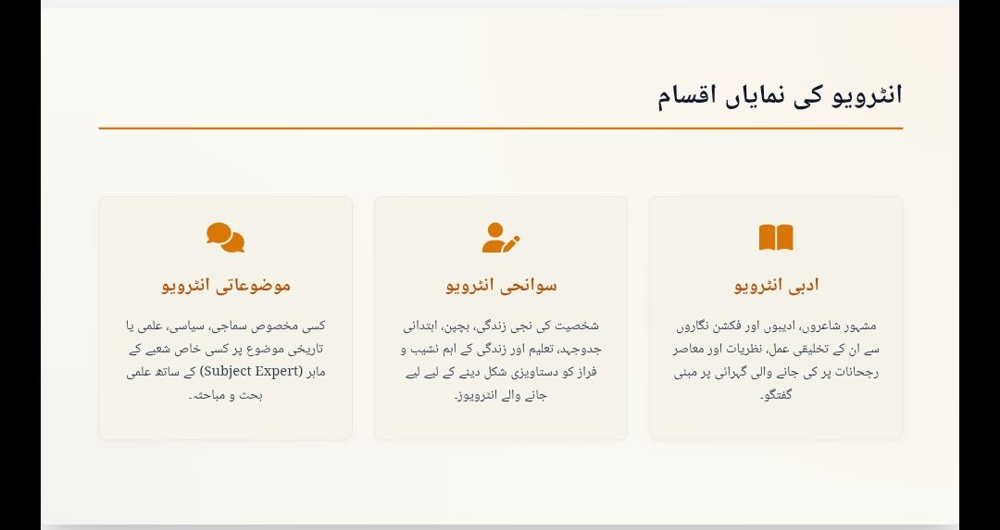 انٹرویو کی نمایاں اقسام
ادبی انٹرویو
مشہور شاعروں، ادیبوں اور فکشن نگاروں
سے ان کے تخلیقی عمل، نظریات اور معاصر
رجحانات پر کی جانے والی گہرائی پر مبنی
گفتگو۔
سوانحی انٹرویو
شخصیت کی نجی زندگی، بچپن، ابتدائی
جدوجہد، تعلیم اور زندگی کے اہم نشیب و
فراز کو دستاویزی شکل دینے کے لیے لیے
جانے والے انٹرویوز۔
موضوعاتی انٹرویو
کسی مخصوص سماجی، سیاسی، علمی یا
تاریخی موضوع پر کسی خاص شعبے کے
ماہر (Subject Expert) کے ساتھ علمی
بحث و مباحثہ۔